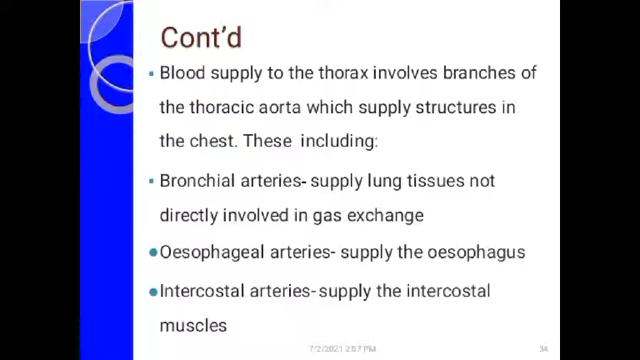 Cont'd
▪ Blood supply to the thorax involves branches of
the thoracic aorta which supply structures in
the chest. These including:
▪ Bronchial arteries- supply lung tissues not
directly involved in gas exchange
●Oesophageal arteries- supply the oesophagus
●Intercostal arteries-supply the intercostal
muscles
7/2/2021 2:57 PM
34